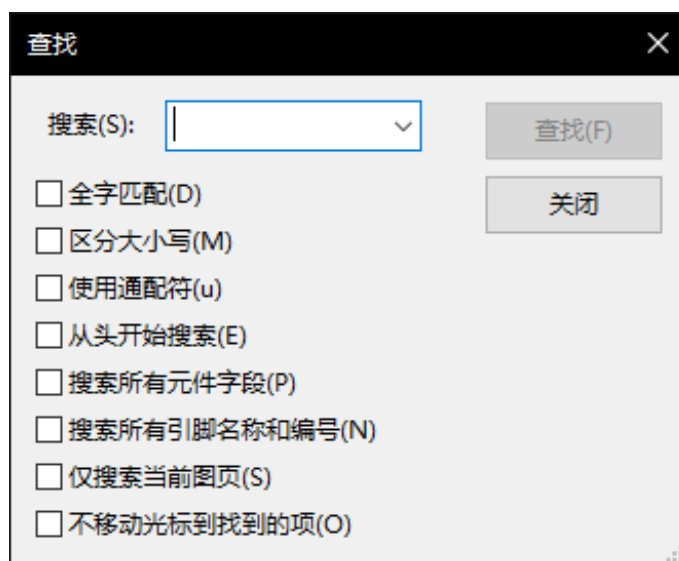 查找
搜索(S):
查找(F)
全字匹配(D)
关闭
区分大小写(M)
使用通配符(u)
从头开始搜索(E)
搜索所有元件字段(P)
搜索所有引脚名称和编号(N)
仅搜索当前图页(S)
不移动光标到找到的项(O)